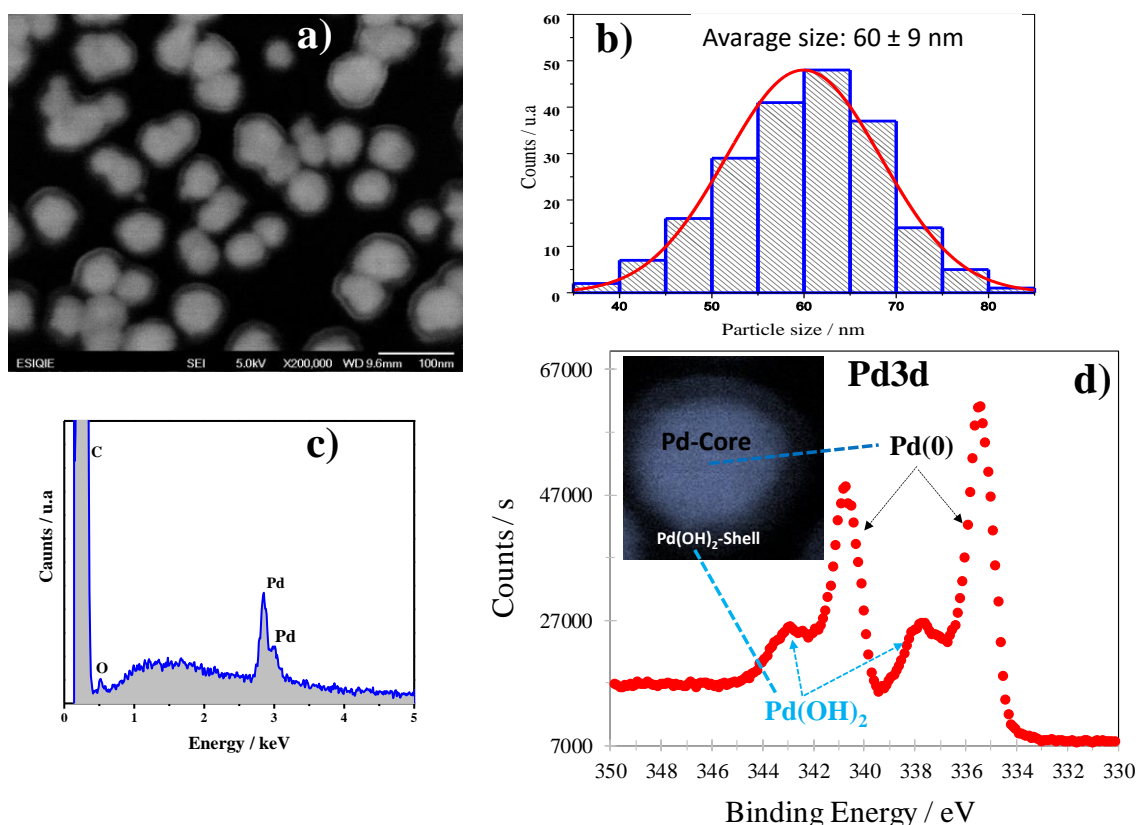 a)
ESIQIE SEI 5.0kV X200,000 WD 9.6mm 100nm
b)
Avarage size: 60 ± 9 nm
60
50
40
30
20
10
0
Counts / u.a
40 50 60 70 80
Particle size / nm
c)
C
O
Pd
Pd
Caunts / u.a
0 1 2 3 4 5
Energy / keV
d)
Pd3d
Pd-Core
Pd(OH)₂-Shell
Pd(0)
Pd(OH)₂
67000
47000
27000
7000
Counts / s
350 348 346 344 342 340 338 336 334 332 330
Binding Energy / eV